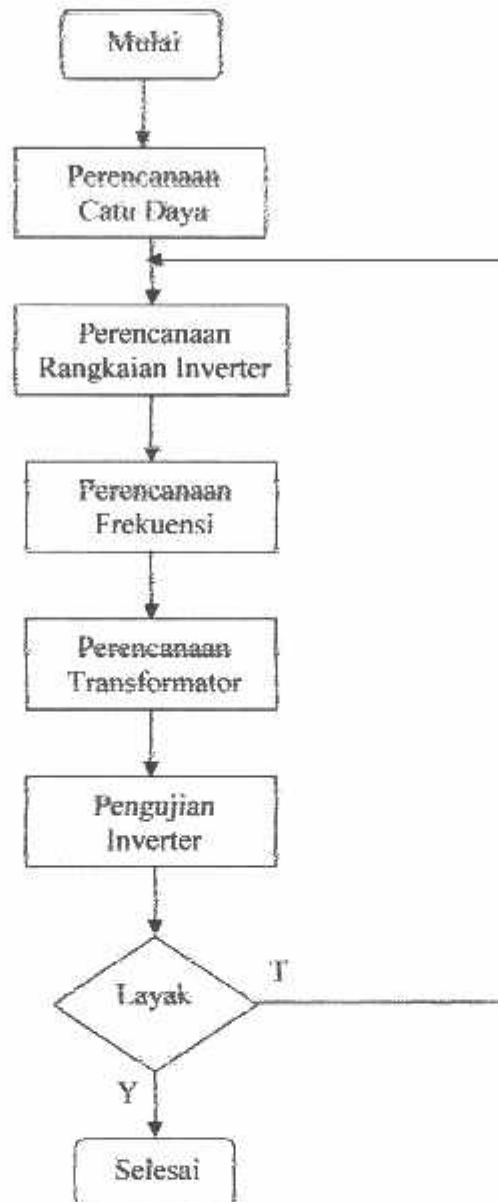 Mulai
Perencanaan
Catu Daya
Perencanaan
Rangkaian Inverter
Perencanaan
Frekuensi
Perencanaan
Transformator
Pengujian
Inverter
Layak
T
Y
Selesai